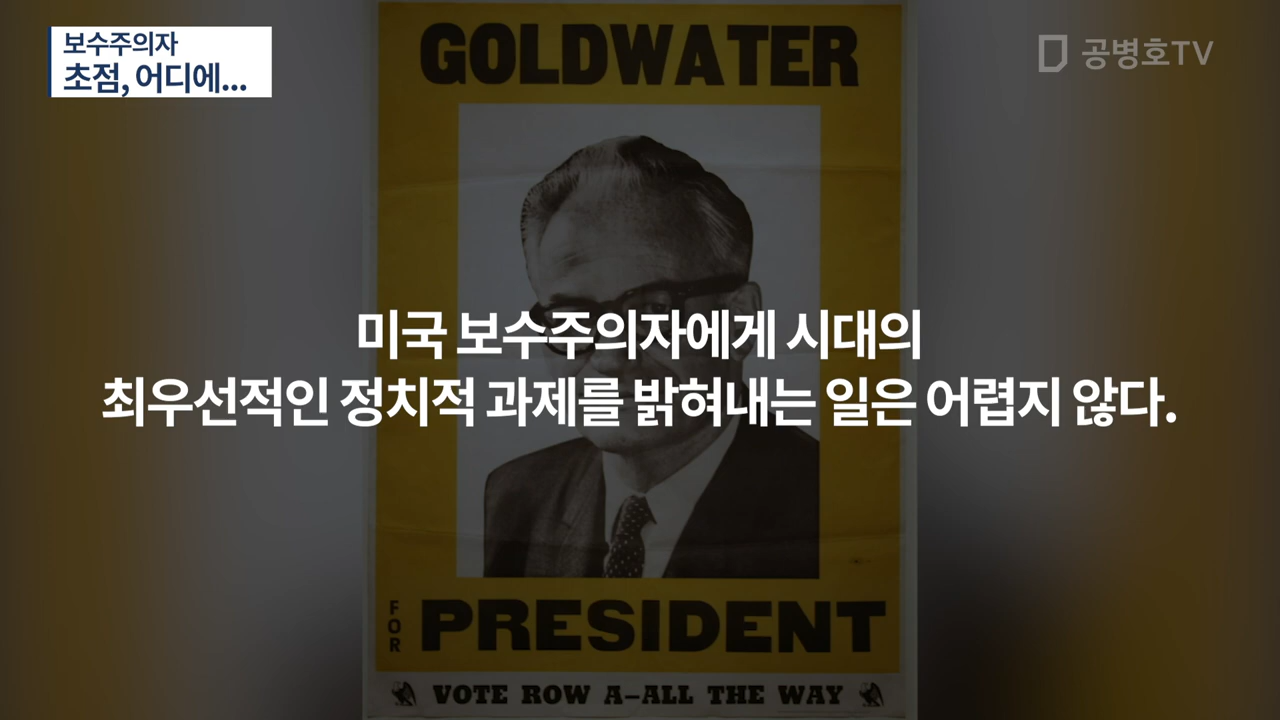 보수주의자
초점, 어디에...
공병호TV
GOLDWATER
미국 보수주의자에게 시대의
최우선적인 정치적 과제를 밝혀내는 일은 어렵지 않다.
FOR
PRESIDENT
VOTE ROW A-ALL THE WAY